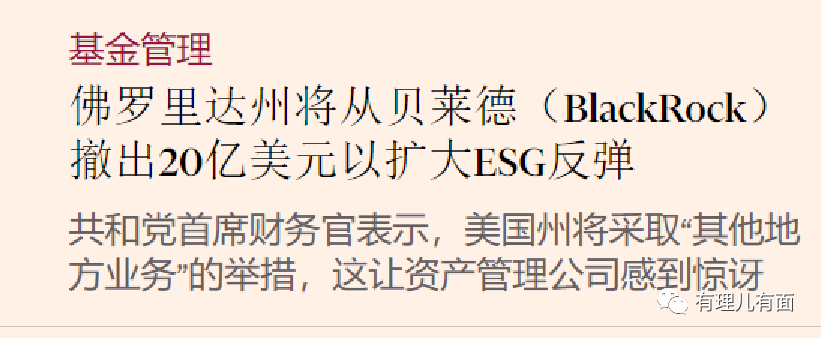 基金管理
佛罗里达州将从贝莱德（BlackRock）
撤出20亿美元以扩大ESG反弹
共和党首席财务官表示，美国州将采取“其他地
方业务”的举措，这让资产管理公司感到惊讶
有理儿有面